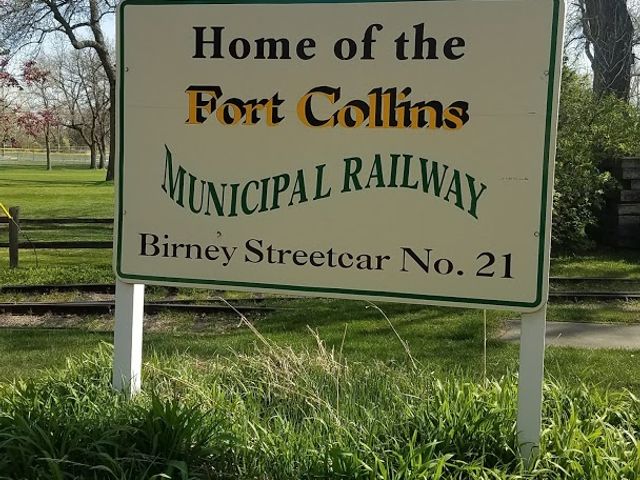 Home of the
Fort Collins
MUNICIPAL RAILWAY
Birney Streetcar No. 21